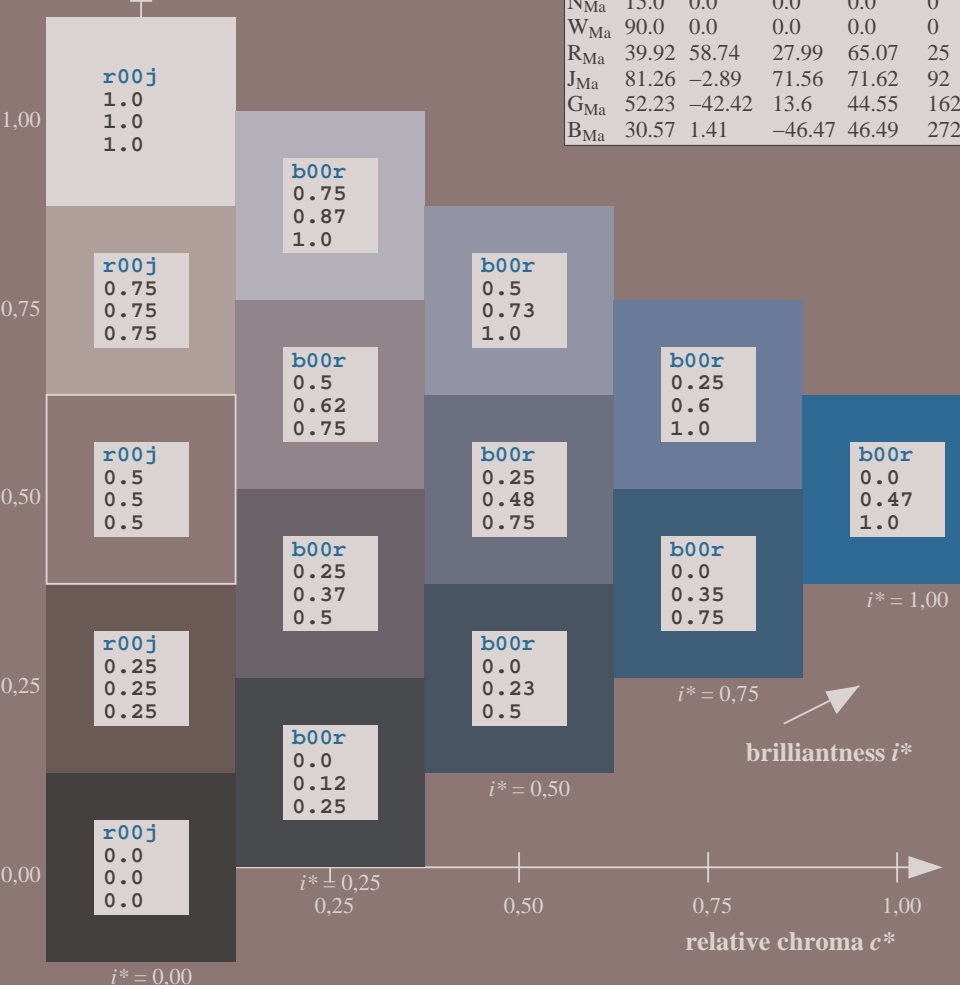 N_Ma 15.0 0.0 0.0 0.0 0
W_Ma 90.0 0.0 0.0 0.0 0
R_Ma 39.92 58.74 27.99 65.07 25
J_Ma 81.26 –2.89 71.56 71.62 92
G_Ma 52.23 –42.42 13.6 44.55 162
B_Ma 30.57 1.41 –46.47 46.49 272
r00j
1.0
1.0
1.0
1,00
b00r
0.75
0.87
1.0
r00j
0.75
0.75
0.75
0,75
b00r
0.5
0.73
1.0
b00r
0.5
0.62
0.75
b00r
0.25
0.6
1.0
r00j
0.5
0.5
0.5
0,50
b00r
0.25
0.48
0.75
b00r
0.0
0.47
1.0
b00r
0.25
0.37
0.5
b00r
0.0
0.35
0.75
i* = 1,00
r00j
0.25
0.25
0.25
0,25
b00r
0.0
0.23
0.5
i* = 0,75
brilliantness i*
b00r
0.0
0.12
0.25
i* = 0,50
r00j
0.0
0.0
0.0
0,00
i* = 0,25
0,25 0,50 0,75 1,00
relative chroma c*
i* = 0,00